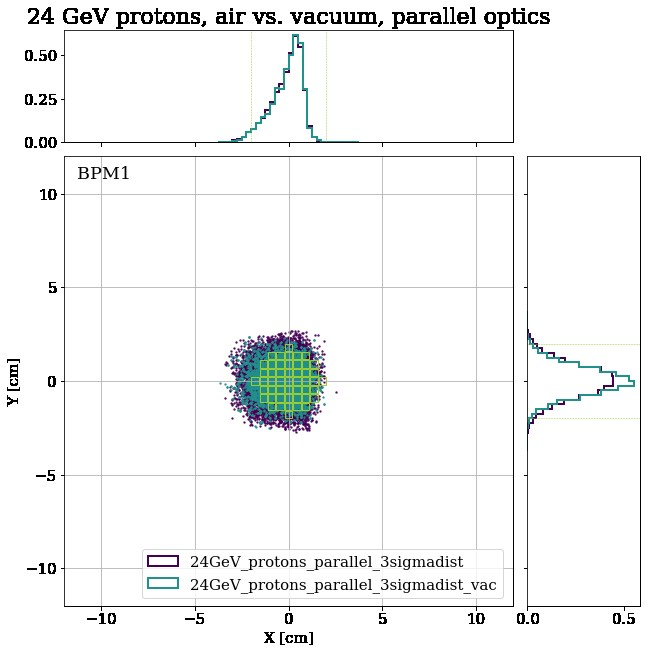 24 GeV protons, air vs. vacuum, parallel optics
0.50
0.25
0.00
BPM1
10
5
0
−5
−10
Y [cm]
24GeV_protons_parallel_3sigmadist
24GeV_protons_parallel_3sigmadist_vac
−10 −5 0 5 10
X [cm]
0.0 0.5